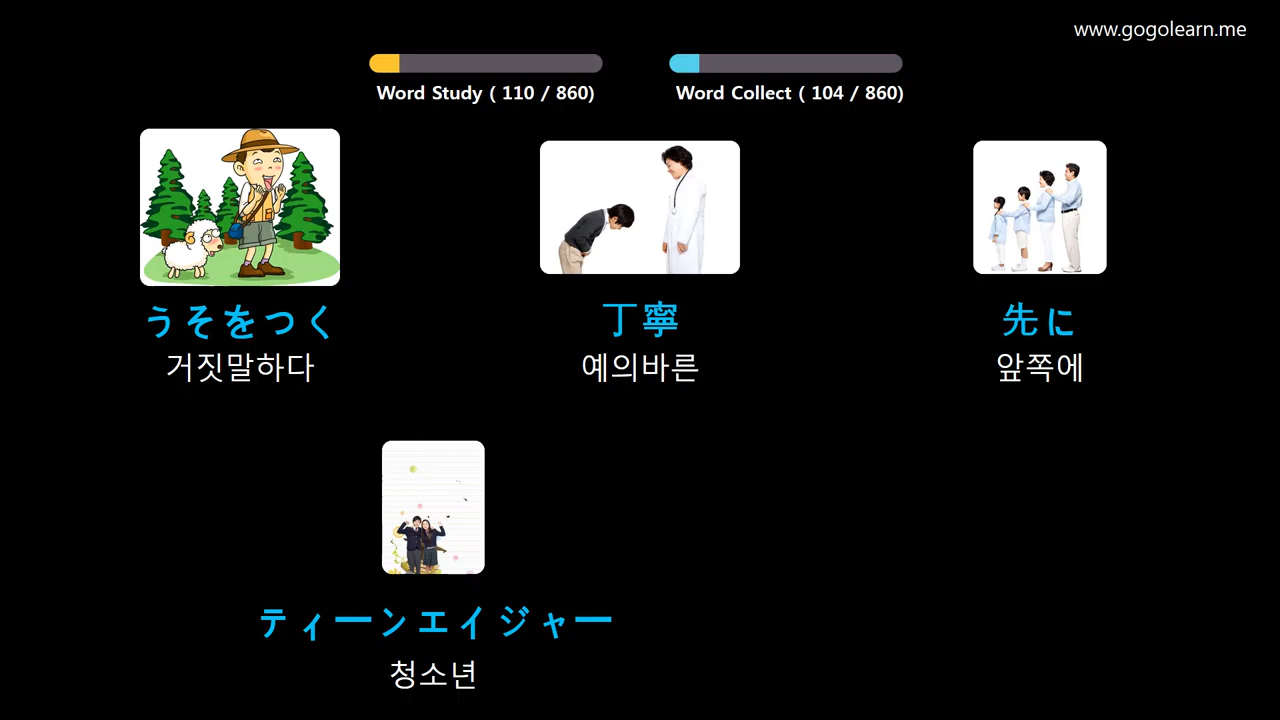 www.gogolearn.me
Word Study ( 110 / 860)
Word Collect ( 104 / 860)
うそをつく
거짓말하다
丁寧
예의바른
先に
앞쪽에
ティーンエイジャー
청소년